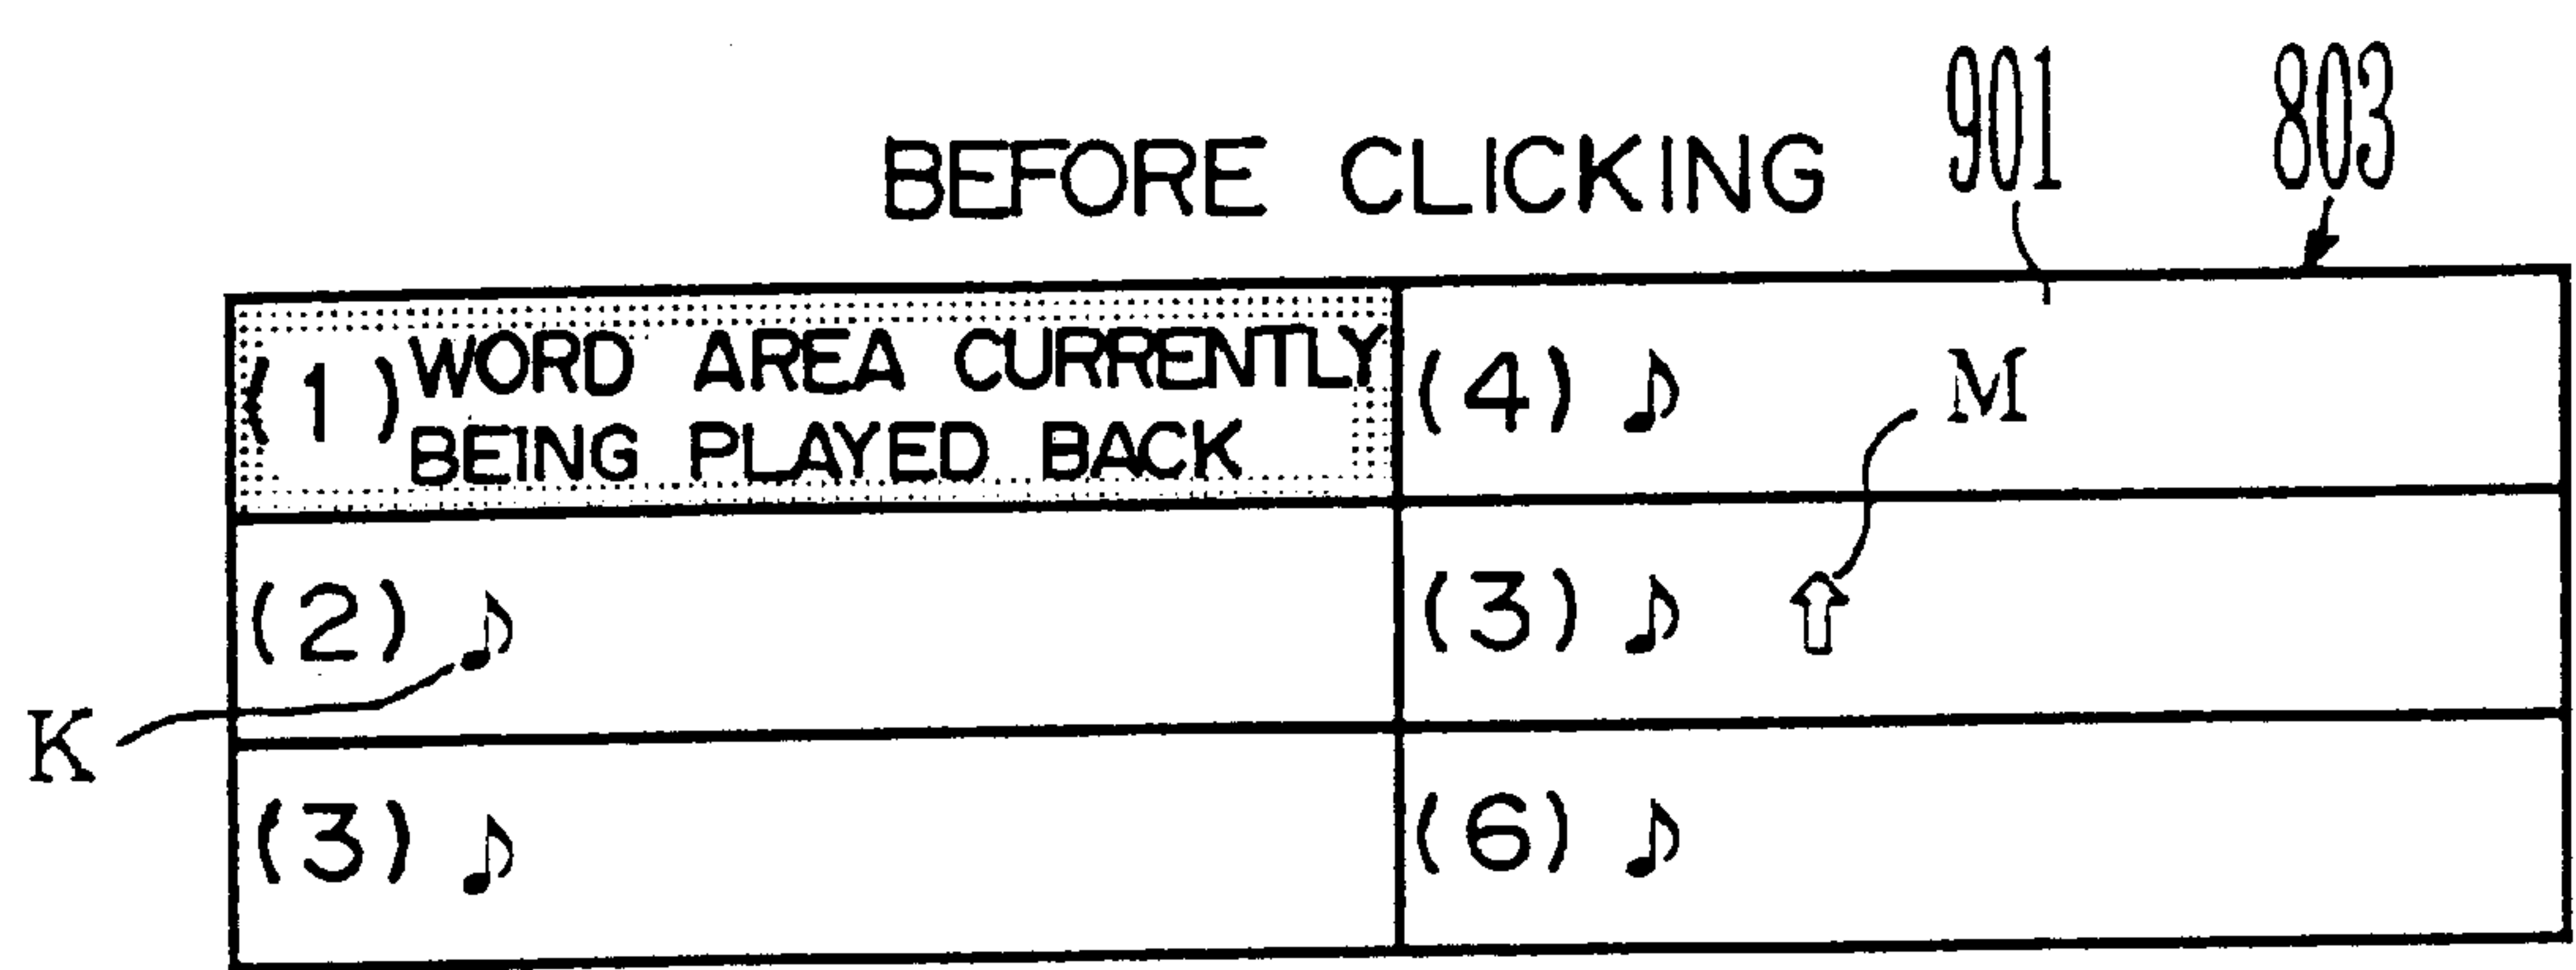 901 803
BEFORE CLICKING
(1) WORD AREA CURRENTLY
BEING PLAYED BACK
(4) ♪ M
(2) ♪
(3) ♪
K
(3) ♪
(6) ♪